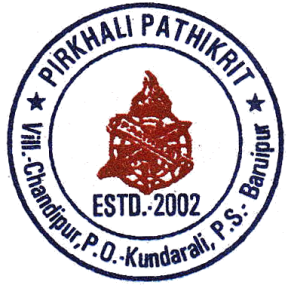 PIRKHALI PATHIKRIT
ESTD.-2002
Vill.-Chandipur, P.O.-Kundarali, P.S.- Baruipur